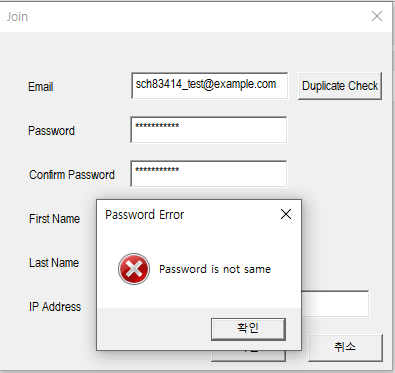 Join
Email
sch83414_test@example.com
Duplicate Check
Password
***********
Confirm Password
***********
First Name
Password Error
Password is not same
확인
Last Name
IP Address
취소